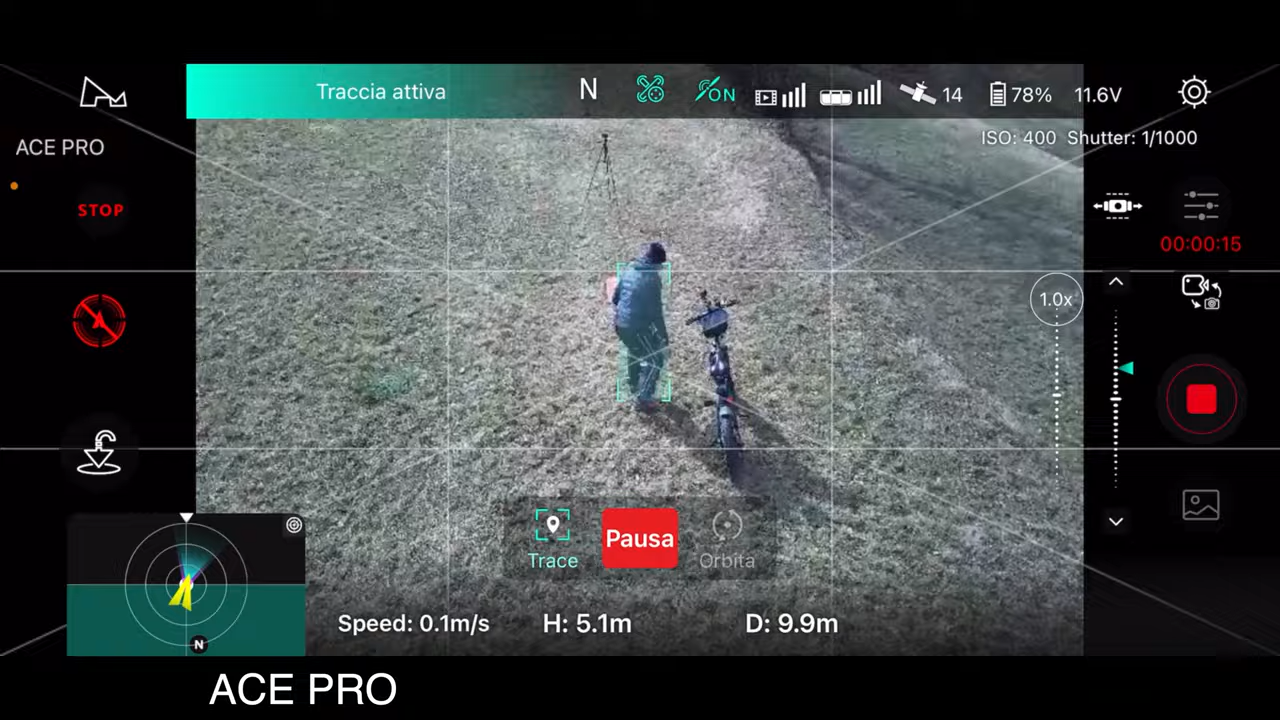 Traccia attiva
N
ON
14
78%
11.6V
ACE PRO
ISO: 400 Shutter: 1/1000
STOP
00:00:15
1.0x
Trace
Pausa
Orbita
Speed: 0.1m/s
H: 5.1m
D: 9.9m
N
ACE PRO